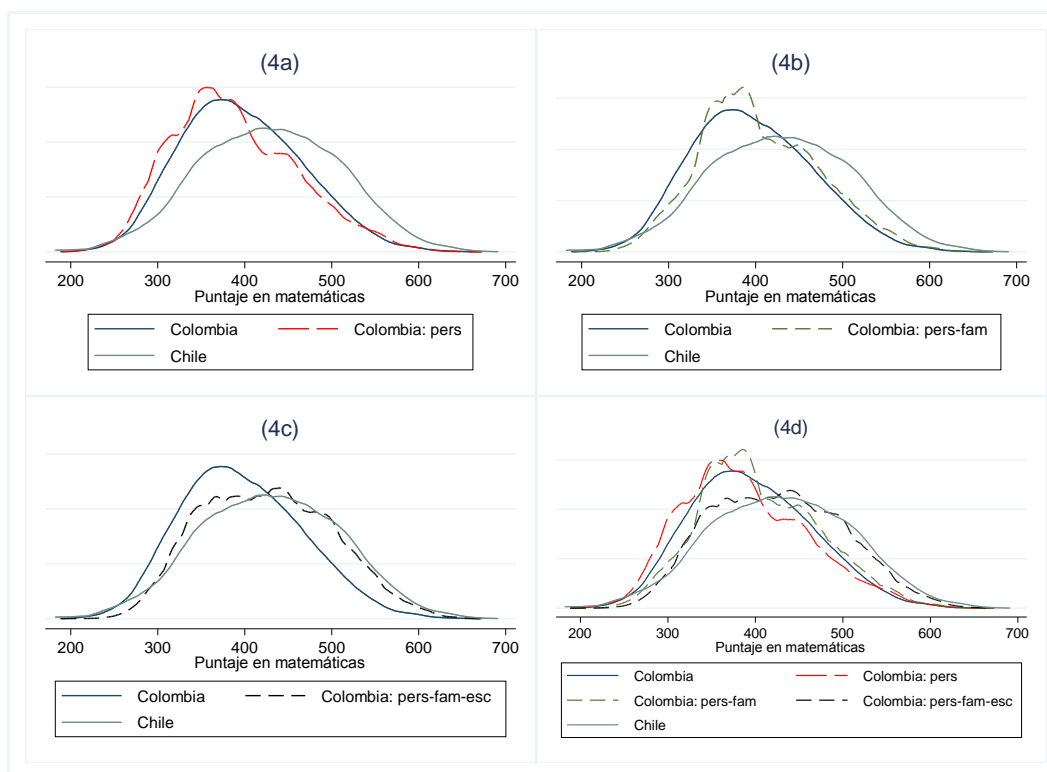 (4a)
200 300 400 500 600 700
Puntaje en matemáticas
Colombia Colombia: pers
Chile
(4b)
200 300 400 500 600 700
Puntaje en matemáticas
Colombia Colombia: pers-fam
Chile
(4c)
200 300 400 500 600 700
Puntaje en matemáticas
Colombia Colombia: pers-fam-esc
Chile
(4d)
200 300 400 500 600 700
Puntaje en matemáticas
Colombia Colombia: pers
Colombia: pers-fam Colombia: pers-fam-esc
Chile